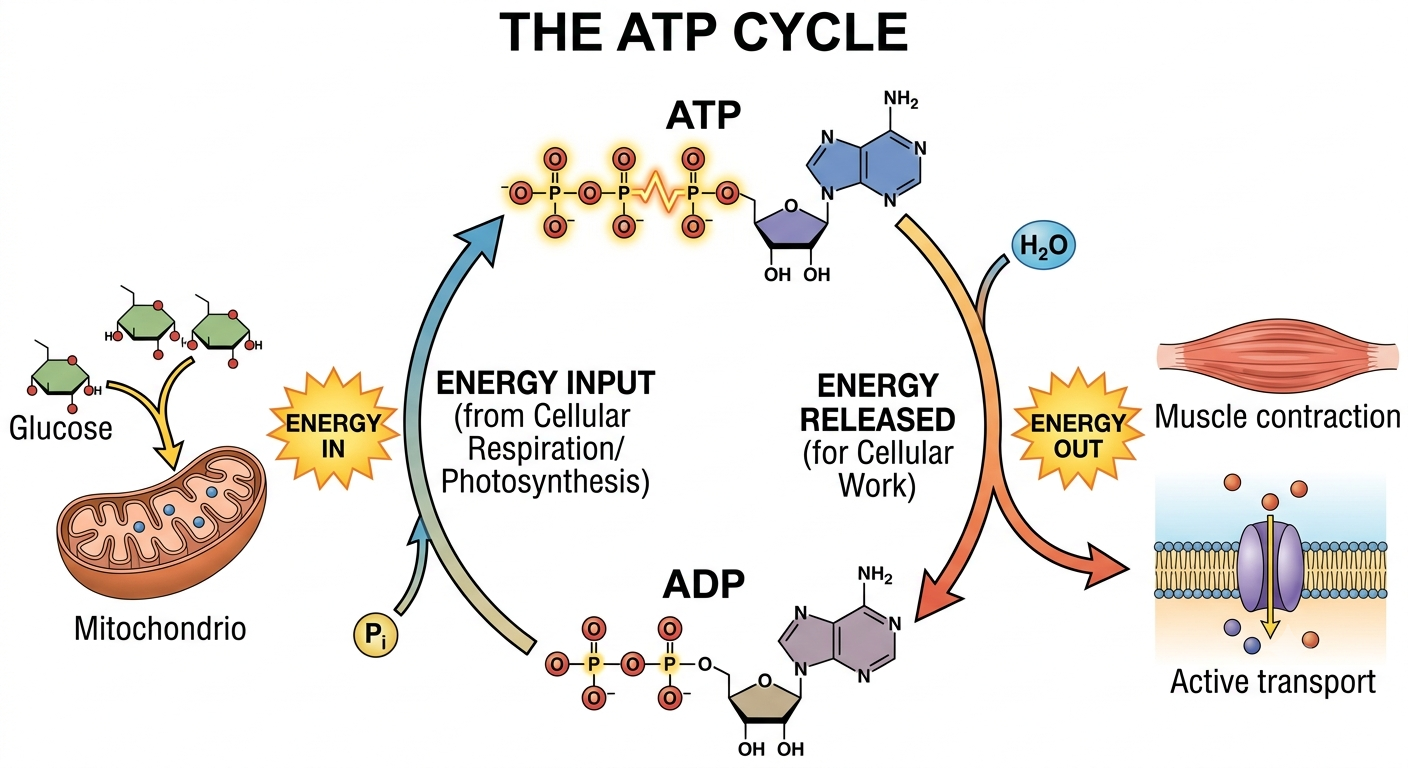 THE ATP CYCLE
ATP
NH₂
N
N
N
N
O
O
O
⁻O
P
O
P
P
O
O⁻
O⁻
O⁻
O
OH
OH
H₂O
Glucose
H
H
H
H
ENERGY
IN
ENERGY INPUT
(from Cellular
Respiration/
Photosynthesis)
ENERGY
RELEASED
(for Cellular
Work)
ENERGY
OUT
Muscle contraction
Mitochondrio
Pᵢ
ADP
NH₂
N
N
N
N
O
O
O
P
O
P
O
O⁻
O⁻
O
OH
OH
Active transport